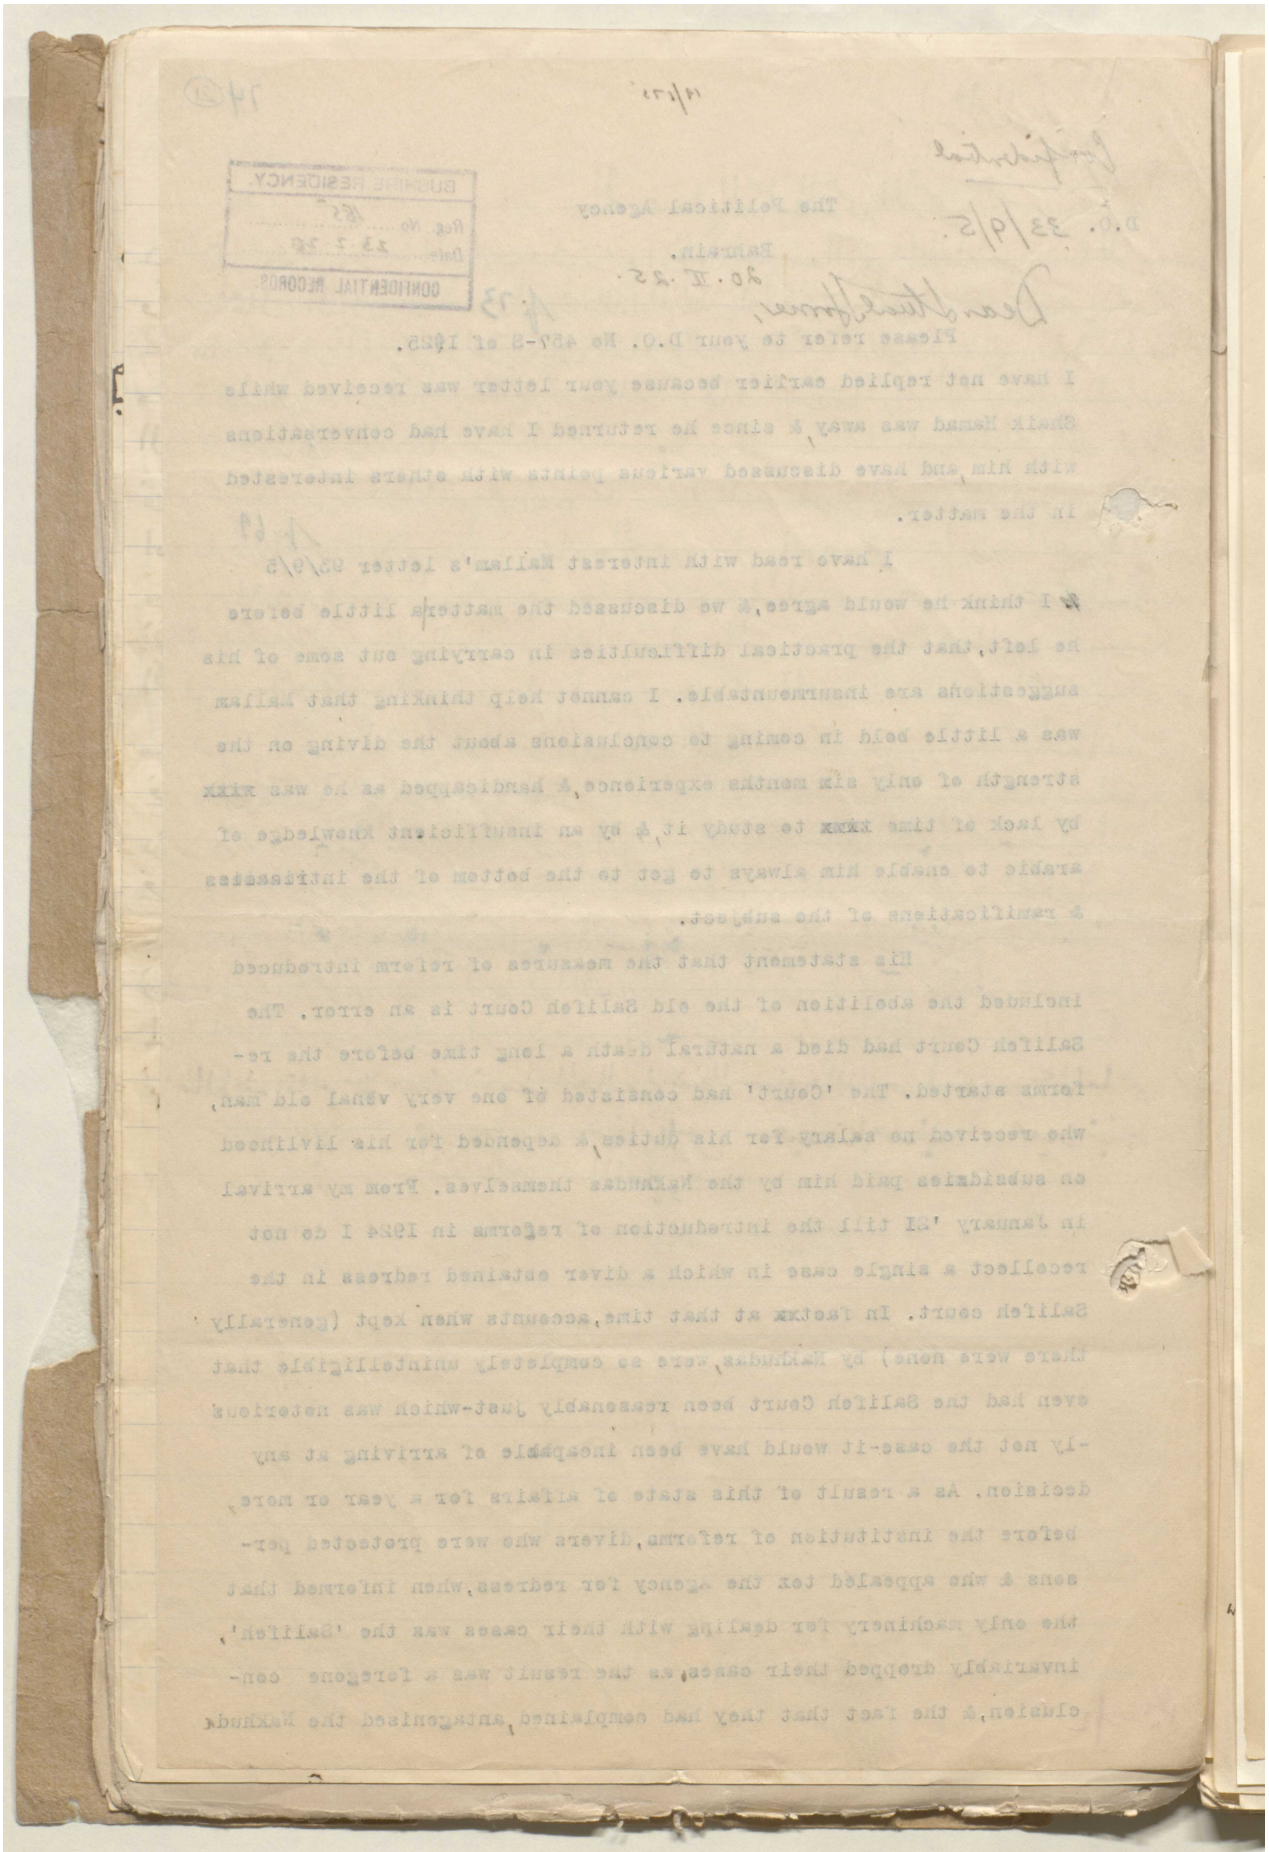 19/175
74 (21)
Confidential
BUSHIRE RESIDENCY.
Reg. No. 165
Date 23.2.25
CONFIDENTIAL RECORDS.
D.O. 33/9/5.
The Political Agency
Bahrain.
20.II.25.
Dear
p. 73
Please refer to your D.O. No 457-S of 1925.
I have not replied earlier because your letter was received while
Shaik Hamad was away, & since he returned I have had conversations
with him, and have discussed various points with others interested
in the matter.
p. 69
I have read with interest Mallam's letter 93/9/5
& I think he would agree, & we discussed the matter a little before
he left, that the practical difficulties in carrying out some of his
suggestions are insurmountable. I cannot help thinking that Mallam
was a little bold in coming to conclusions about the diving on the
strength of only six months experience, & handicapped as he was
by lack of time to study it, & by an insufficient knowledge of
arabic to enable him always to get to the bottom of the
& ramifications of the subject.
His statement that the measures of reform introduced
included the abolition of the old Salifeh Court is an error. The
Salifeh Court had died a natural death a long time before the re-
forms started. The 'Court' had consisted of one very venal old man,
who received no salary for his duties, & depended for his livlihood
on subsidies paid him by the Nakhudas themselves. From my arrival
in January '21 till the introduction of reforms in 1924 I do not
recollect a single case in which a diver obtained redress in the
Salifeh court. In fact at that time, accounts when kept (generally
there were none) by Nakhudas, were so completely unintelligible that
even had the Salifeh Court been reasonably just-which was notorious
-ly not the case-it would have been incapable of arriving at any
decision. As a result of this state of affairs for a year or more,
before the institution of reforms, divers who were protected per-
sons & who appealed to the Agency for redress, when informed that
the only machinery for dealing with their cases was the 'Salifeh',
invariably dropped their cases, as the result was a foregone con-
clusion, & the fact that they had complained, antagonised the Nakhuda